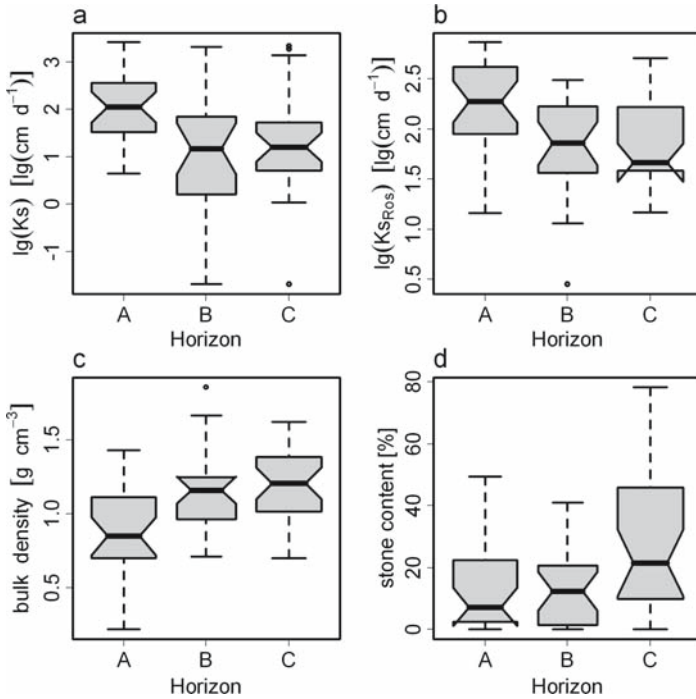 a
lg(Ks) [lg(cm d⁻¹)]
3
2
1
0
-1
A B C
Horizon
b
lg(KsRos) [lg(cm d⁻¹)]
2.5
2.0
1.5
1.0
0.5
A B C
Horizon
c
bulk density [g cm⁻³]
1.5
1.0
0.5
A B C
Horizon
d
stone content [%]
80
60
40
20
0
A B C
Horizon